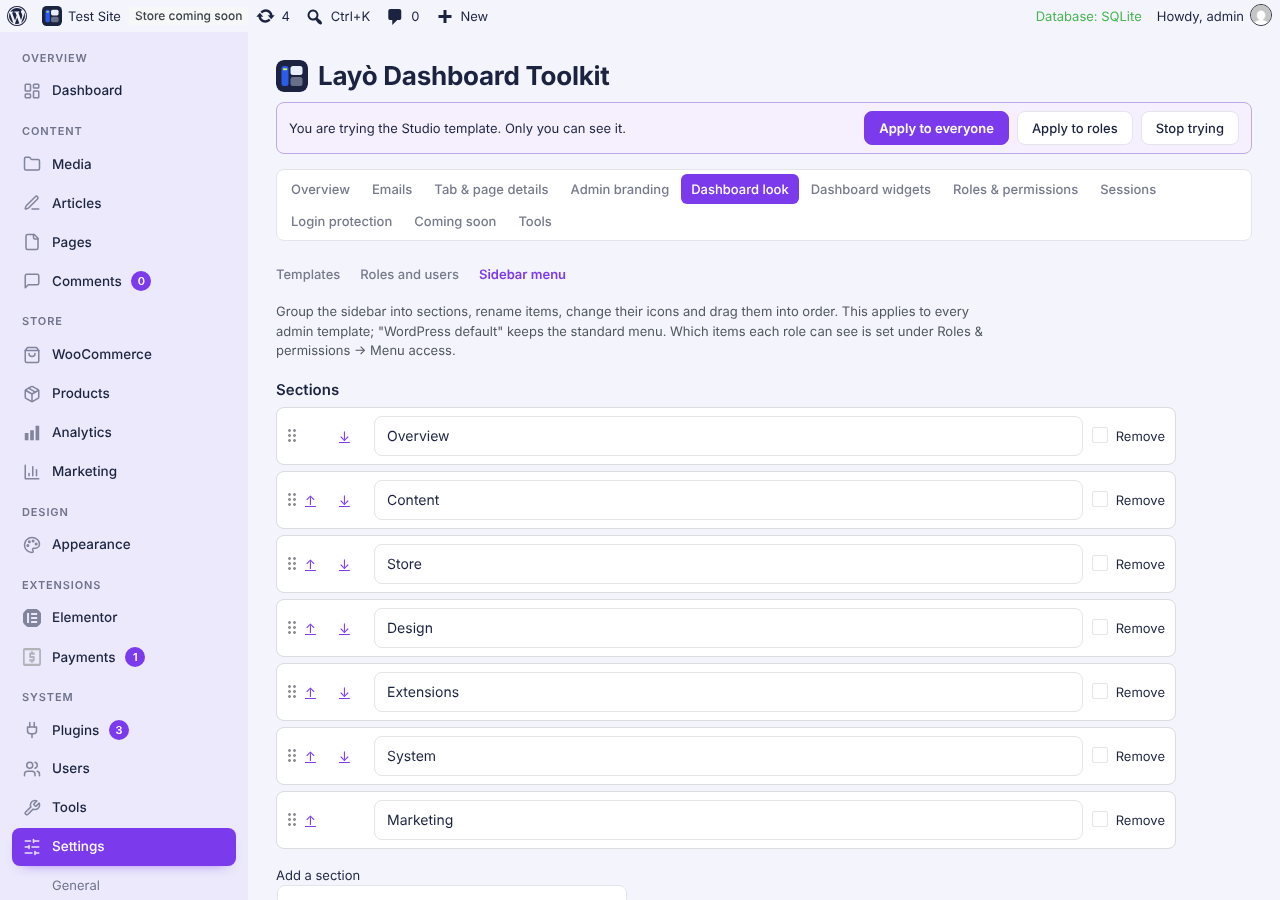 Test Site
Store coming soon
4
Ctrl+K
0
New
Database: SQLite
Howdy, admin
OVERVIEW
Dashboard
CONTENT
Media
Articles
Pages
Comments 0
STORE
WooCommerce
Products
Analytics
Marketing
DESIGN
Appearance
EXTENSIONS
Elementor
Payments 1
SYSTEM
Plugins 3
Users
Tools
Settings
General
Layò Dashboard Toolkit
You are trying the Studio template. Only you can see it.
Apply to everyone
Apply to roles
Stop trying
Overview
Emails
Tab & page details
Admin branding
Dashboard look
Dashboard widgets
Roles & permissions
Sessions
Login protection
Coming soon
Tools
Templates
Roles and users
Sidebar menu
Group the sidebar into sections, rename items, change their icons and drag them into order. This applies to every
admin template; "WordPress default" keeps the standard menu. Which items each role can see is set under Roles &
permissions → Menu access.
Sections
Overview
Remove
Content
Remove
Store
Remove
Design
Remove
Extensions
Remove
System
Remove
Marketing
Remove
Add a section